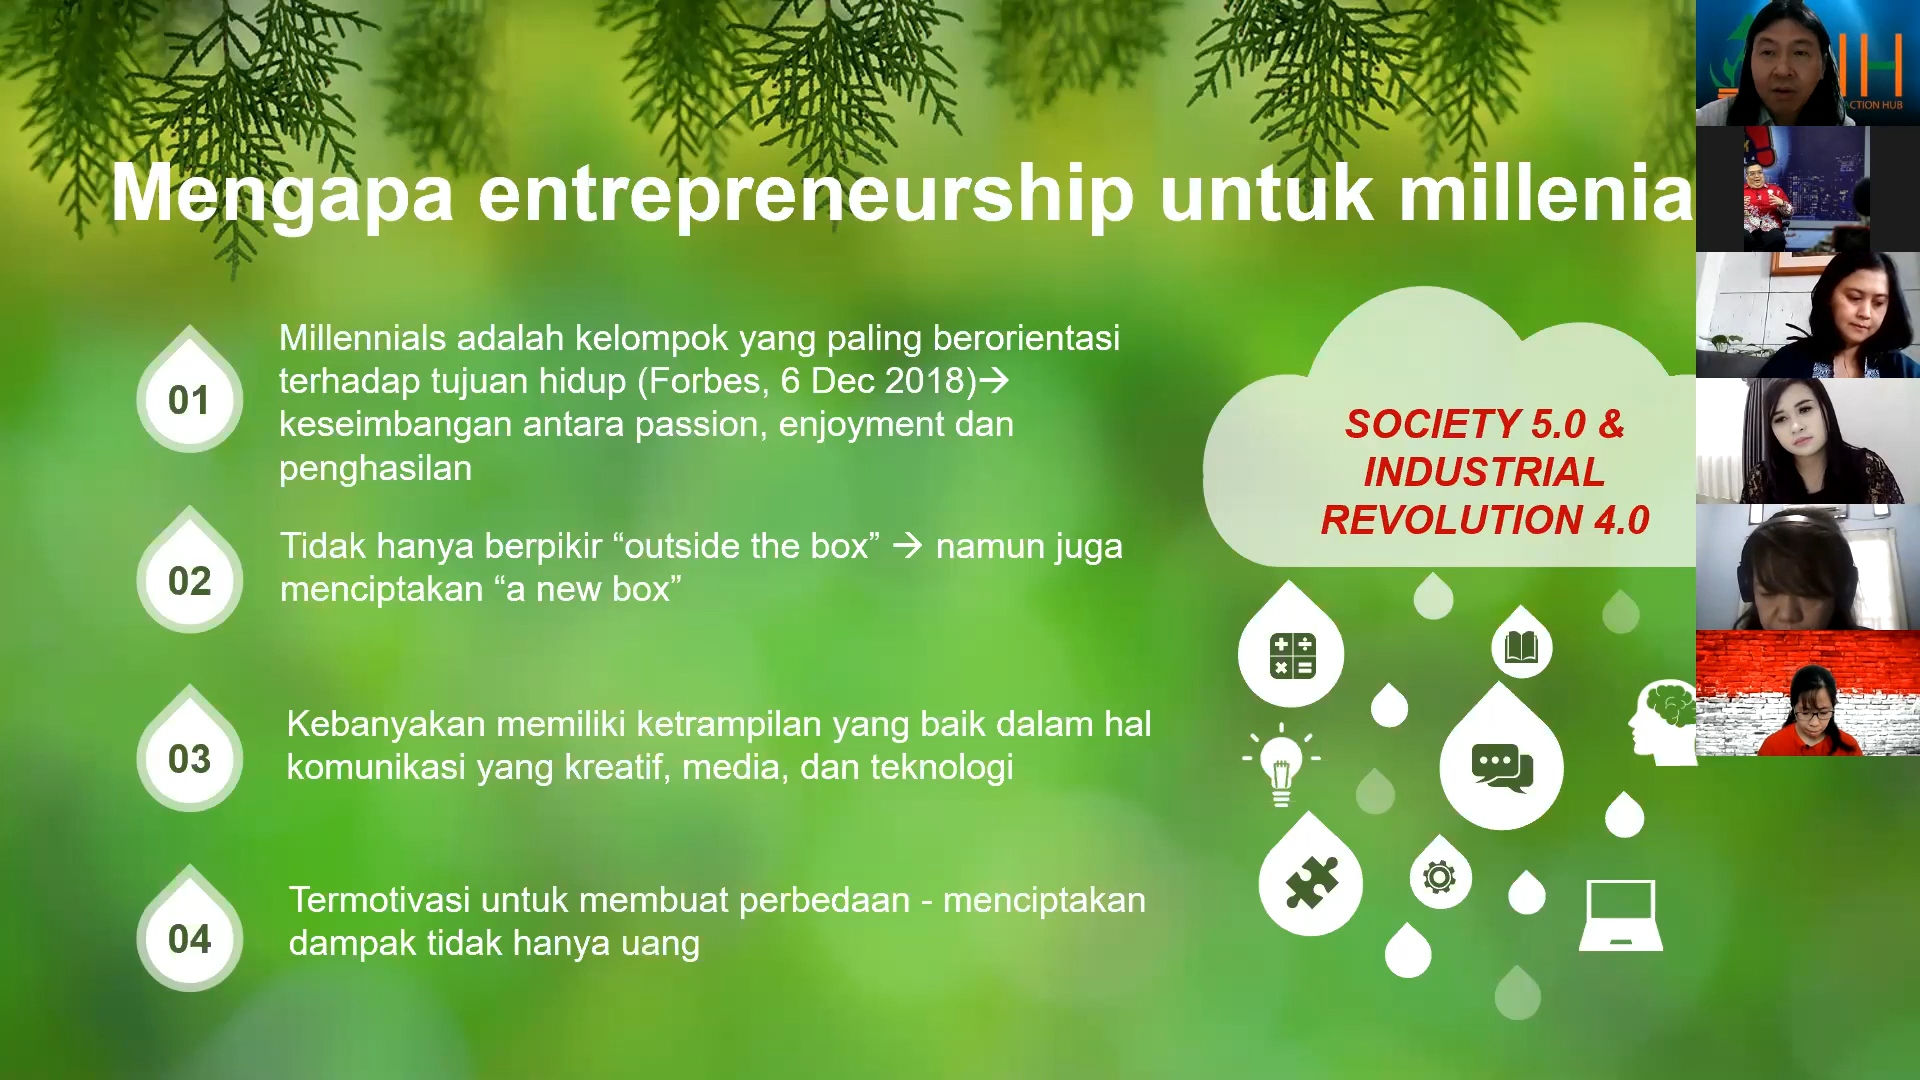 Mengapa entrepreneurship untuk millenia
01
Millennials adalah kelompok yang paling berorientasi
terhadap tujuan hidup (Forbes, 6 Dec 2018)→
keseimbangan antara passion, enjoyment dan
penghasilan
02
Tidak hanya berpikir “outside the box” → namun juga
menciptakan “a new box”
03
Kebanyakan memiliki ketrampilan yang baik dalam hal
komunikasi yang kreatif, media, dan teknologi
04
Termotivasi untuk membuat perbedaan - menciptakan
dampak tidak hanya uang
SOCIETY 5.0 &
INDUSTRIAL
REVOLUTION 4.0
IH
ACTION HUB